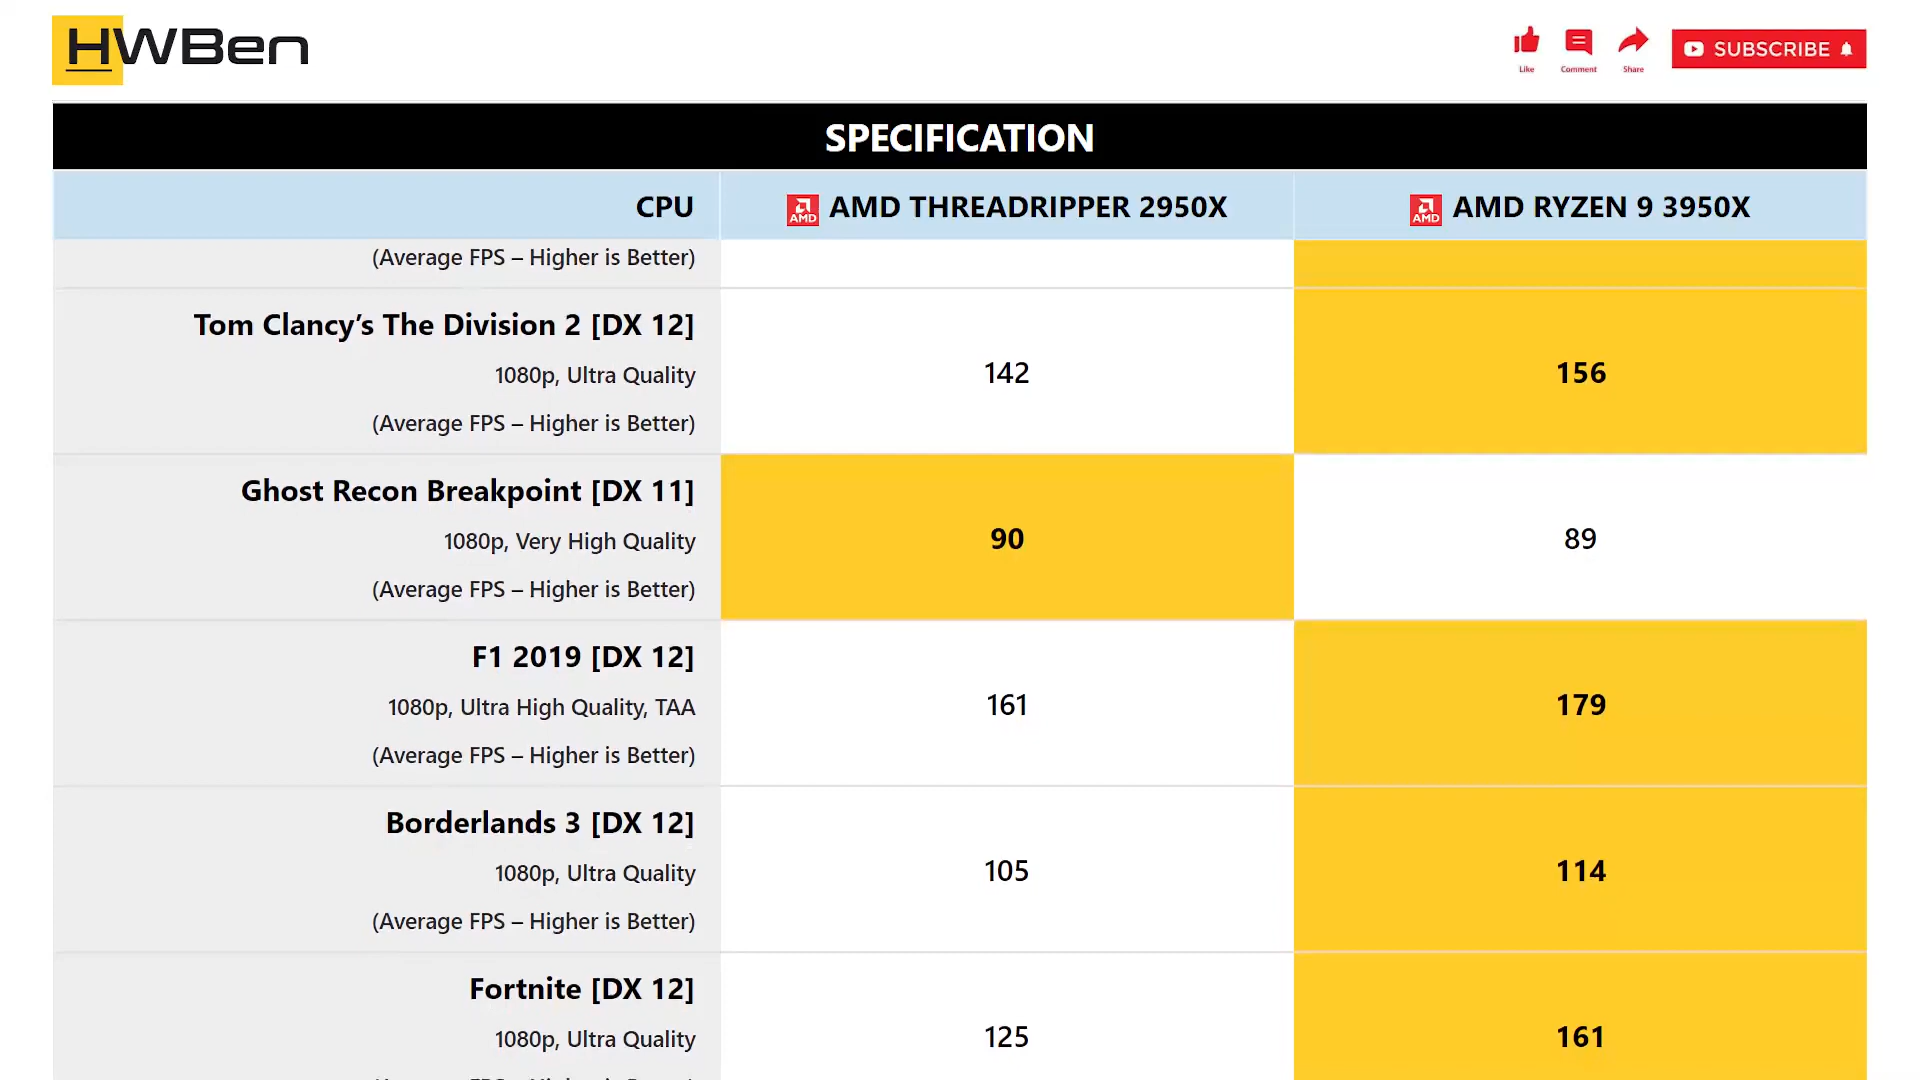 HWBen
Like
Comment
Share
SUBSCRIBE
SPECIFICATION
CPU
AMD
AMD THREADRIPPER 2950X
AMD
AMD RYZEN 9 3950X
(Average FPS – Higher is Better)
Tom Clancy’s The Division 2 [DX 12]
1080p, Ultra Quality
(Average FPS – Higher is Better)
142
156
Ghost Recon Breakpoint [DX 11]
1080p, Very High Quality
(Average FPS – Higher is Better)
90
89
F1 2019 [DX 12]
1080p, Ultra High Quality, TAA
(Average FPS – Higher is Better)
161
179
Borderlands 3 [DX 12]
1080p, Ultra Quality
(Average FPS – Higher is Better)
105
114
Fortnite [DX 12]
1080p, Ultra Quality
125
161